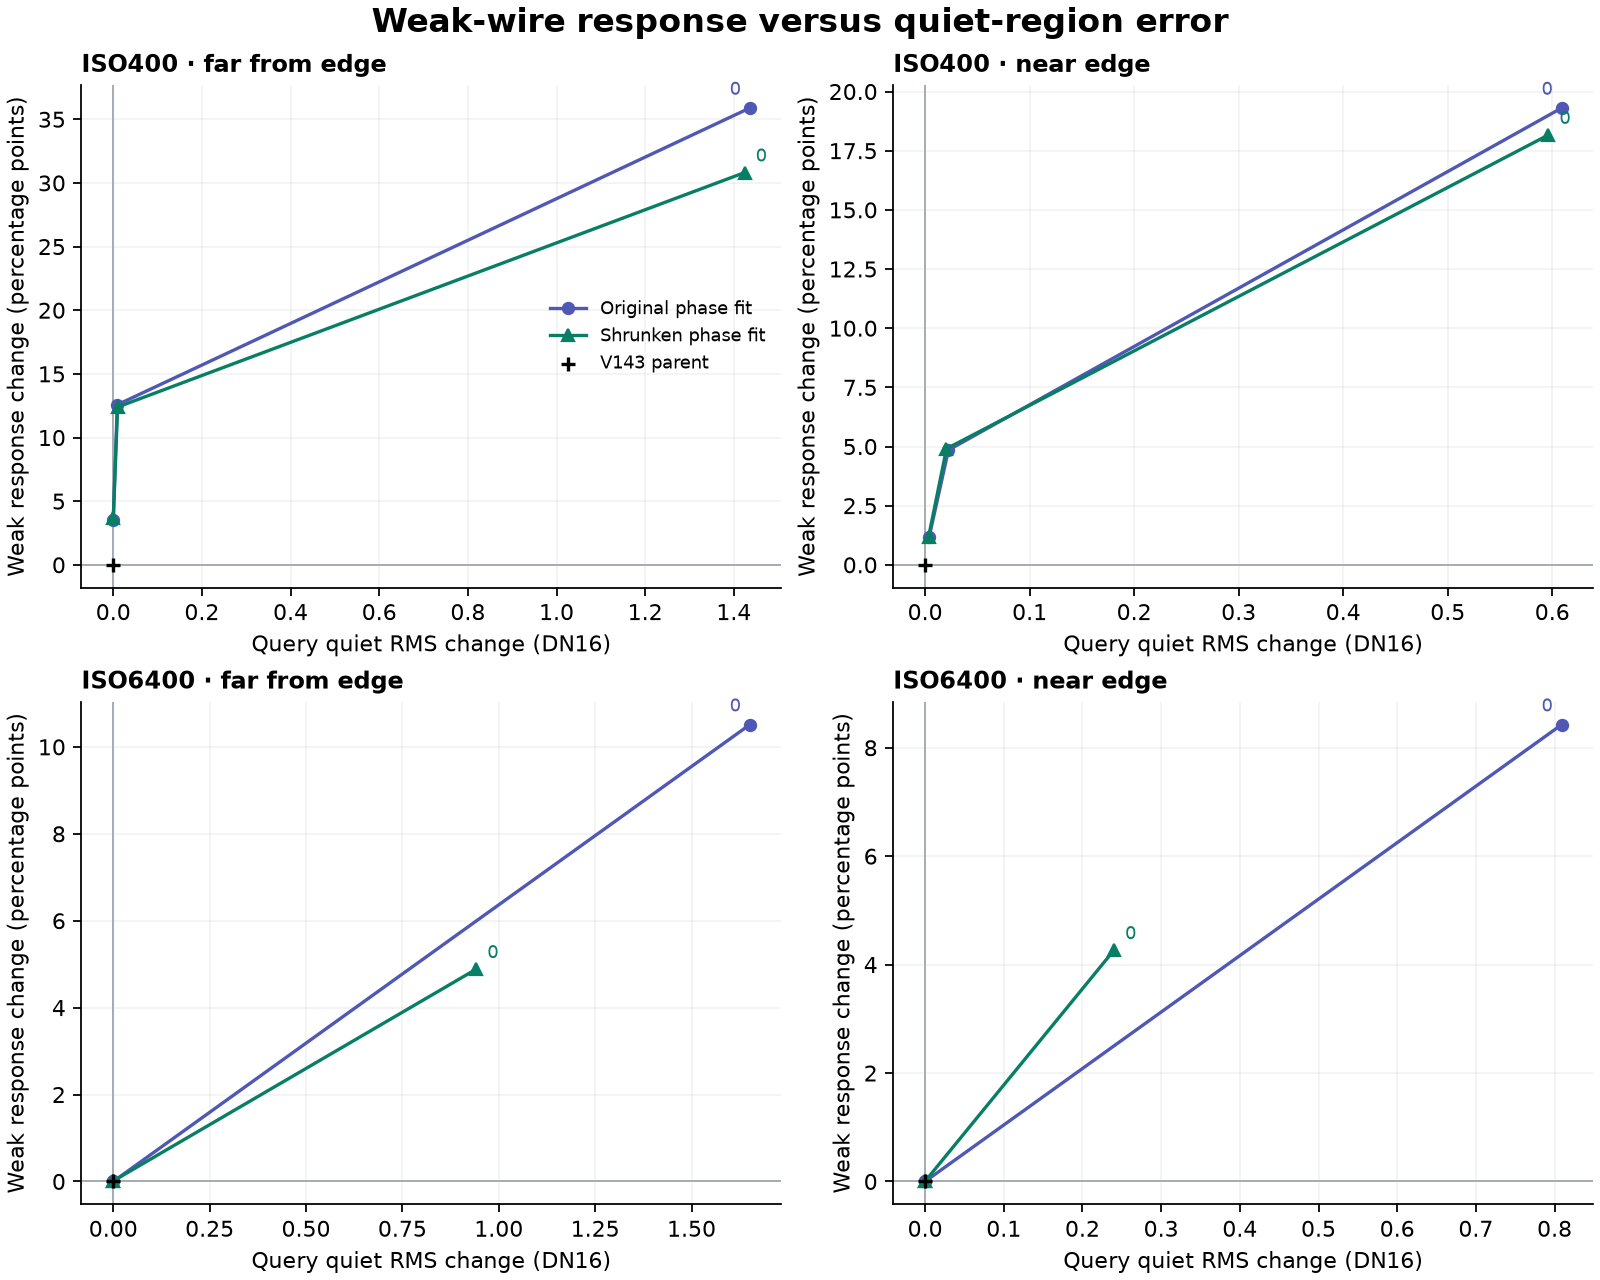 Weak-wire response versus quiet-region error
ISO400 · far from edge
Weak response change (percentage points)
35
30
25
20
15
10
5
0
0
0
Original phase fit
Shrunken phase fit
V143 parent
0.0 0.2 0.4 0.6 0.8 1.0 1.2 1.4
Query quiet RMS change (DN16)
ISO400 · near edge
Weak response change (percentage points)
20.0
17.5
15.0
12.5
10.0
7.5
5.0
2.5
0.0
0
0
0.0 0.1 0.2 0.3 0.4 0.5 0.6
Query quiet RMS change (DN16)
ISO6400 · far from edge
Weak response change (percentage points)
10
8
6
4
2
0
0
0
0.00 0.25 0.50 0.75 1.00 1.25 1.50
Query quiet RMS change (DN16)
ISO6400 · near edge
Weak response change (percentage points)
8
6
4
2
0
0
0
0.0 0.1 0.2 0.3 0.4 0.5 0.6 0.7 0.8
Query quiet RMS change (DN16)